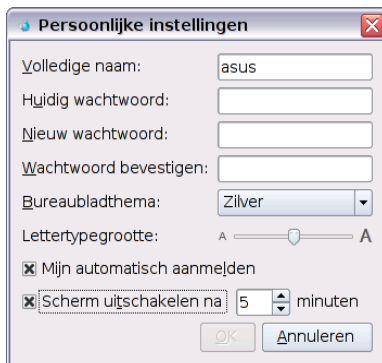 Persoonlijke instellingen
Volledige naam: asus
Huidig wachtwoord:
Nieuw wachtwoord:
Wachtwoord bevestigen:
Bureaubladthema: Zilver
Lettertypegrootte: A A
Mijn automatisch aanmelden
Scherm uitschakelen na 5 minuten
OK Annuleren